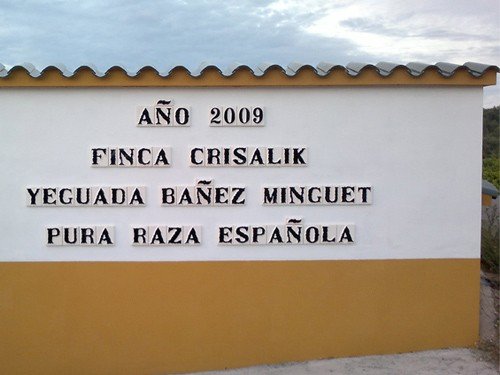 AÑO 2009
FINCA CRISALIK
YEGUADA BAÑEZ MINGUET
PURA RAZA ESPAÑOLA